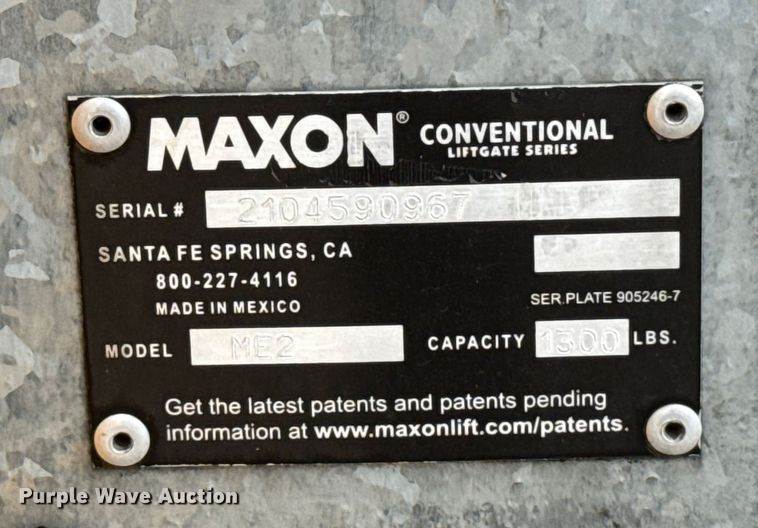 MAXON® CONVENTIONAL
LIFTGATE SERIES
SERIAL # 2104590967
SANTA FE SPRINGS, CA
800-227-4116
MADE IN MEXICO
SER.PLATE 905246-7
MODEL ME2 CAPACITY 1300 LBS.
Get the latest patents and patents pending
information at www.maxonlift.com/patents.
Purple Wave Auction